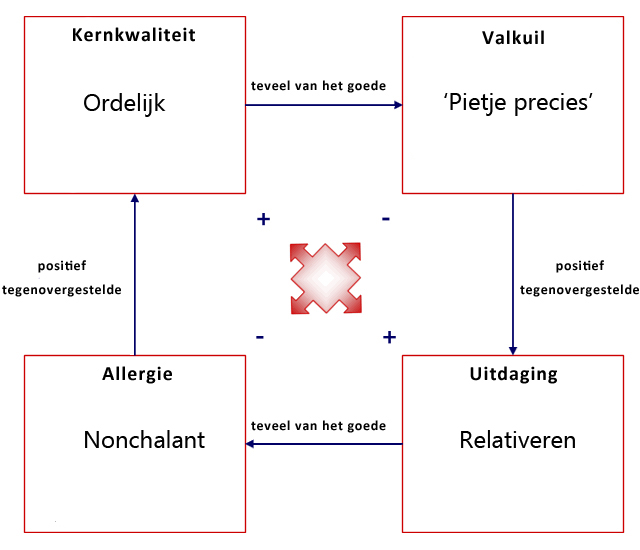 Kernkwaliteit
Ordelijk
teveel van het goede
Valkuil
‘Pietje precies’
+
-
positief
tegenovergestelde
positief
tegenovergestelde
-
+
Allergie
Nonchalant
teveel van het goede
Uitdaging
Relativeren